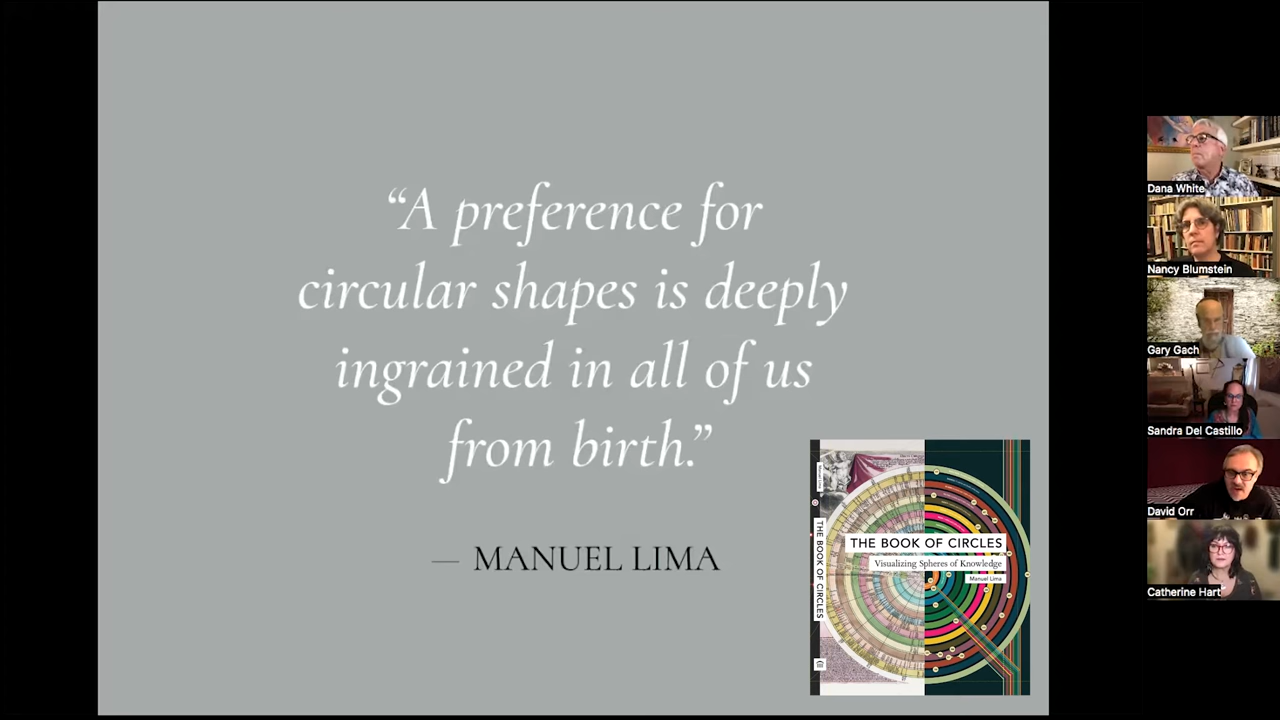 “A preference for
circular shapes is deeply
ingrained in all of us
from birth.”
— MANUEL LIMA
Manuel Lima
THE BOOK OF CIRCLES
THE BOOK OF CIRCLES
Visualizing Spheres of Knowledge
Manuel Lima
Dana White
Nancy Blumstein
Gary Gach
Sandra Del Castillo
David Orr
Catherine Hart